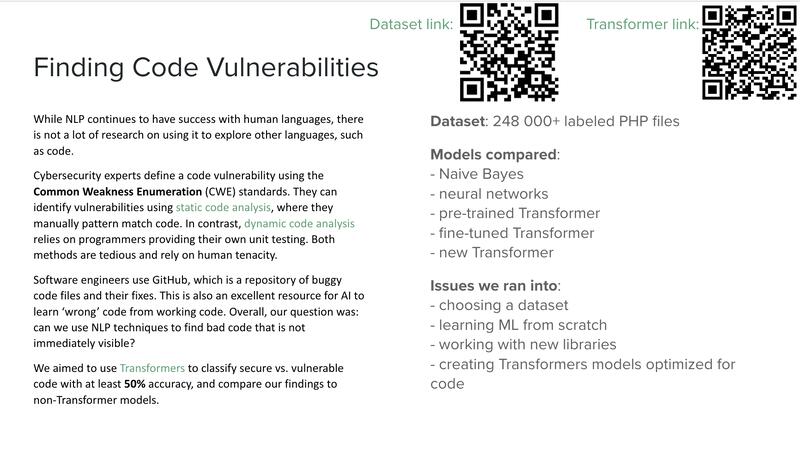 Dataset link:
Transformer link:
Finding Code Vulnerabilities
While NLP continues to have success with human languages, there
is not a lot of research on using it to explore other languages, such
as code.
Cybersecurity experts define a code vulnerability using the
Common Weakness Enumeration (CWE) standards. They can
identify vulnerabilities using static code analysis, where they
manually pattern match code. In contrast, dynamic code analysis
relies on programmers providing their own unit testing. Both
methods are tedious and rely on human tenacity.
Software engineers use GitHub, which is a repository of buggy
code files and their fixes. This is also an excellent resource for AI to
learn ‘wrong’ code from working code. Overall, our question was:
can we use NLP techniques to find bad code that is not
immediately visible?
We aimed to use Transformers to classify secure vs. vulnerable
code with at least 50% accuracy, and compare our findings to
non-Transformer models.
Dataset: 248 000+ labeled PHP files
Models compared:
- Naive Bayes
- neural networks
- pre-trained Transformer
- fine-tuned Transformer
- new Transformer
Issues we ran into:
- choosing a dataset
- learning ML from scratch
- working with new libraries
- creating Transformers models optimized for
code